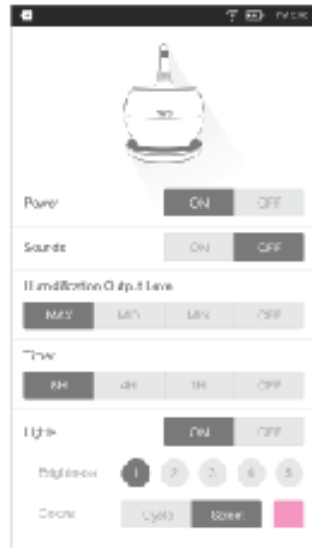 Power ON OFF
Sounds ON OFF
Humidification Output Level
MAX MID MIN OFF
Timer
8H 4H 1H OFF
Lights ON OFF
Brightness 1 2 3 4 5
Colors Cycle Select